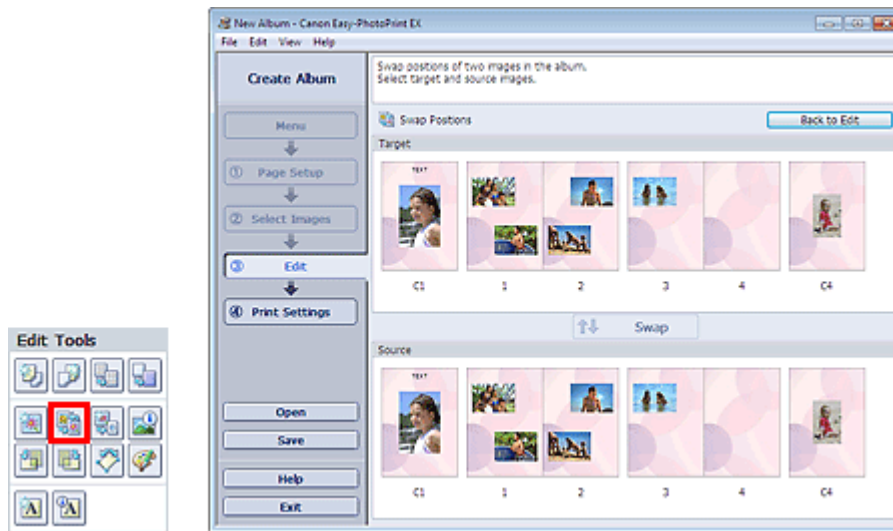 New Album - Canon Easy-PhotoPrint EX
File Edit View Help
Create Album
Swap positions of two images in the album.
Select target and source images.
Menu
① Page Setup
② Select Images
③ Edit
④ Print Settings
Open
Save
Help
Exit
Swap Postions
Back to Edit
Target
TEXT
C1 1 2 3 4 C4
Swap
Source
TEXT
C1 1 2 3 4 C4
Edit Tools
A A